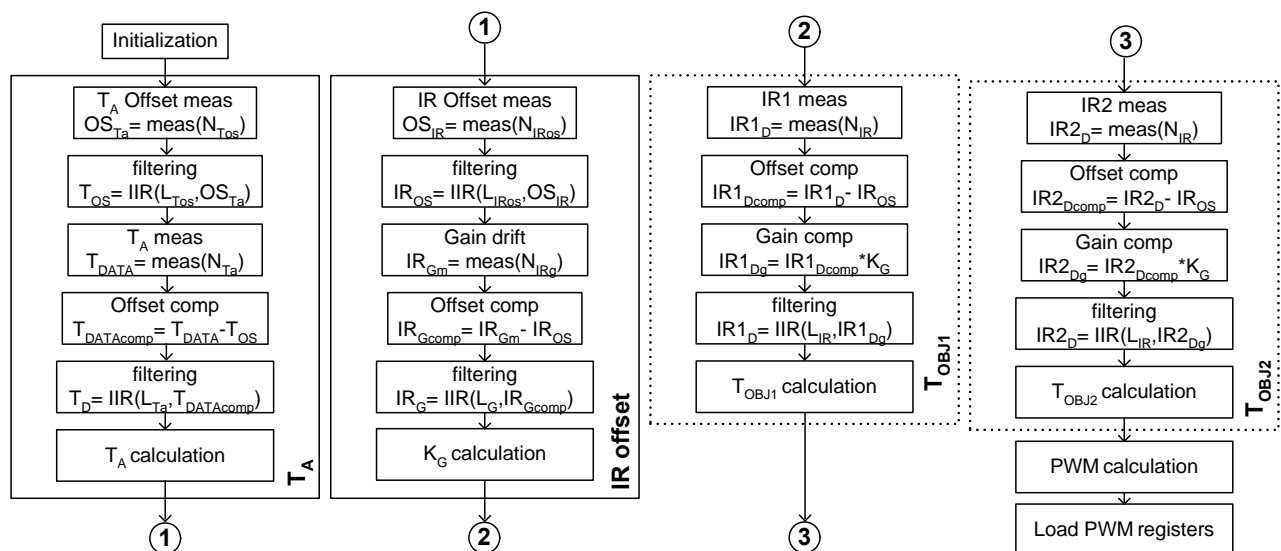 Initialization
T_A Offset meas
OS_Ta= meas(N_Tos)
filtering
T_OS= IIR(L_Tos,OS_Ta)
T_A meas
T_DATA= meas(N_Ta)
Offset comp
T_DATAcomp= T_DATA-T_OS
filtering
T_D= IIR(L_Ta,T_DATAcomp)
T_A calculation
T_A
1
1
IR Offset meas
OS_IR= meas(N_IRos)
filtering
IR_OS= IIR(L_IRos,OS_IR)
Gain drift
IR_Gm= meas(N_IRg)
Offset comp
IR_Gcomp= IR_Gm- IR_OS
filtering
IR_G= IIR(L_G,IR_Gcomp)
K_G calculation
IR offset
2
2
IR1 meas
IR1_D= meas(N_IR)
Offset comp
IR1_Dcomp= IR1_D- IR_OS
Gain comp
IR1_Dg= IR1_Dcomp*K_G
filtering
IR1_D= IIR(L_IR,IR1_Dg)
T_OBJ1 calculation
T_OBJ1
3
3
IR2 meas
IR2_D= meas(N_IR)
Offset comp
IR2_Dcomp= IR2_D- IR_OS
Gain comp
IR2_Dg= IR2_Dcomp*K_G
filtering
IR2_D= IIR(L_IR,IR2_Dg)
T_OBJ2 calculation
T_OBJ2
PWM calculation
Load PWM registers